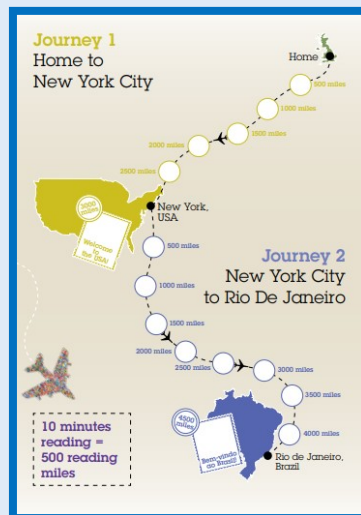 Journey 1
Home to
New York City
Home
500 miles
1000 miles
1500 miles
2000 miles
2500 miles
3000
miles
Welcome
to
the USA!
New York,
USA
Journey 2
New York City
to Rio De Janeiro
500 miles
1000 miles
1500 miles
2000 miles
2500 miles
3000 miles
3500 miles
4000 miles
4500
miles
Bem-vindo
ao Brasil!
Rio de Janeiro,
Brazil
10 minutes
reading =
500 reading
miles